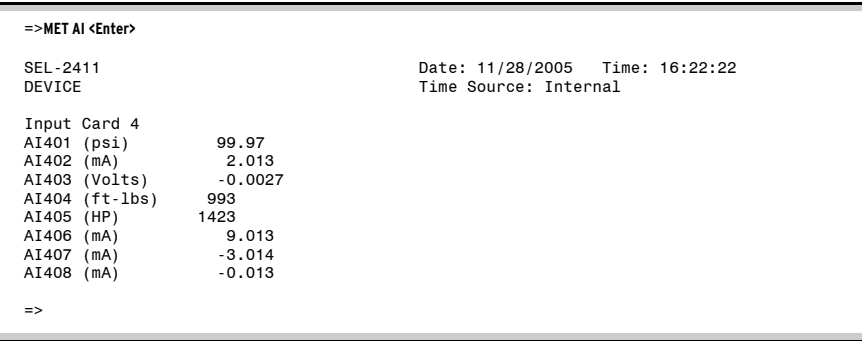 =>MET AI <Enter>
SEL-2411 Date: 11/28/2005 Time: 16:22:22
DEVICE Time Source: Internal
Input Card 4
AI401 (psi) 99.97
AI402 (mA) 2.013
AI403 (Volts) -0.0027
AI404 (ft-lbs) 993
AI405 (HP) 1423
AI406 (mA) 9.013
AI407 (mA) -3.014
AI408 (mA) -0.013
=>